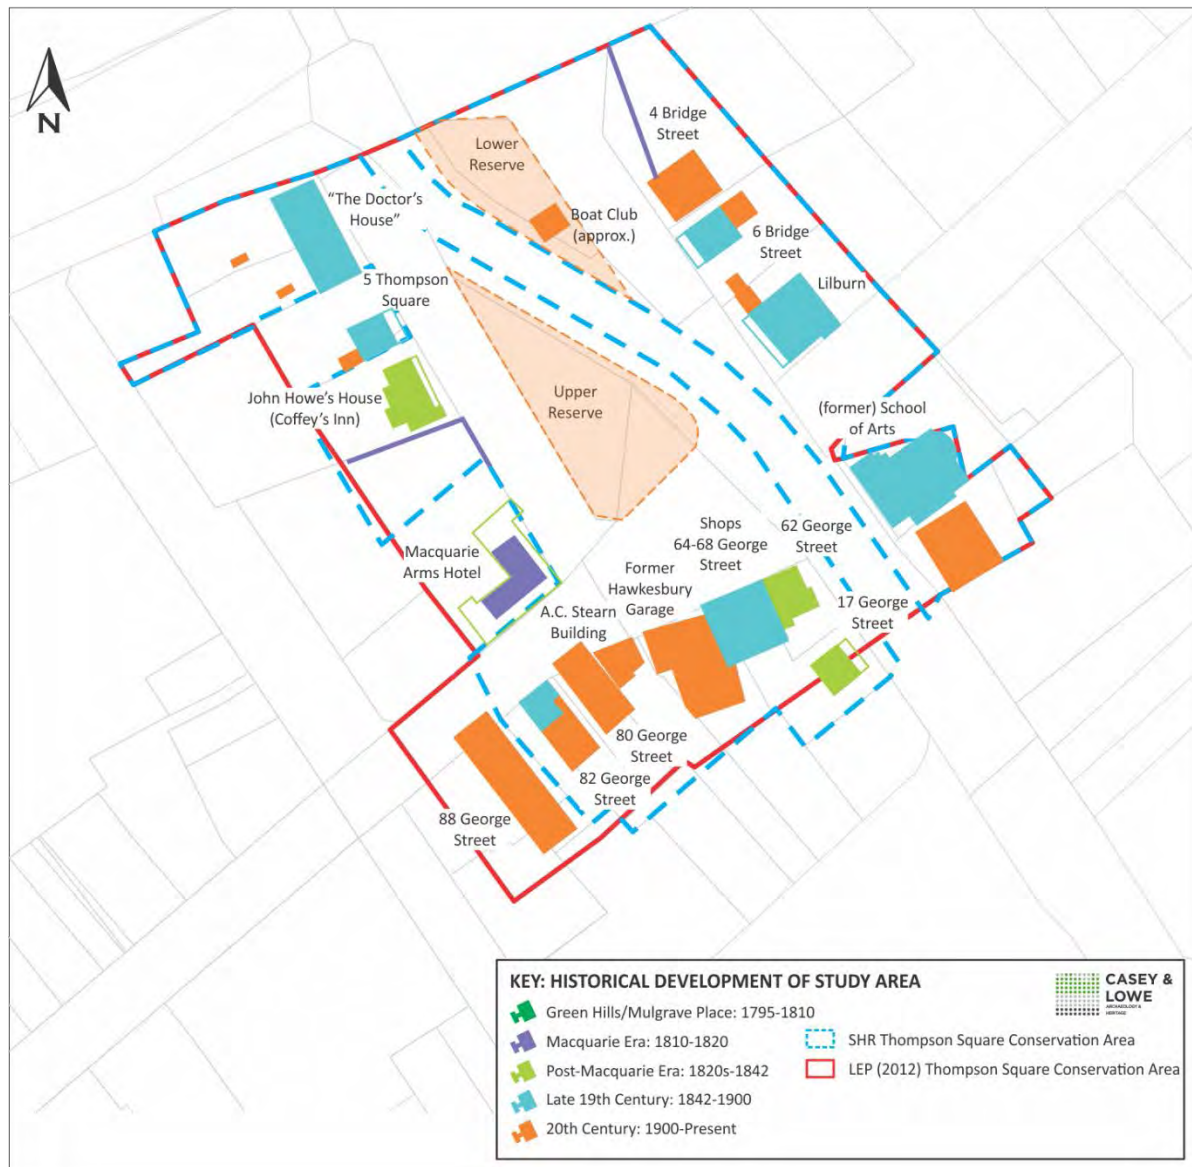 N
4 Bridge
Street
Lower
Reserve
"The Doctor's
House"
Boat Club
(approx.)
6 Bridge
Street
Lilburn
5 Thompson
Square
John Howe's House
(Coffey's Inn)
Upper
Reserve
(former) School
of Arts
Macquarie
Arms Hotel
Shops
64-68 George
Street
62 George
Street
Former
Hawkesbury
Garage
A.C. Stearn
Building
17 George
Street
80 George
Street
82 George
Street
88 George
Street
KEY: HISTORICAL DEVELOPMENT OF STUDY AREA
Green Hills/Mulgrave Place: 1795-1810
Macquarie Era: 1810-1820
Post-Macquarie Era: 1820s-1842
Late 19th Century: 1842-1900
20th Century: 1900-Present
SHR Thompson Square Conservation Area
LEP (2012) Thompson Square Conservation Area
CASEY &
LOWE
ARCHAEOLOGY &
HERITAGE